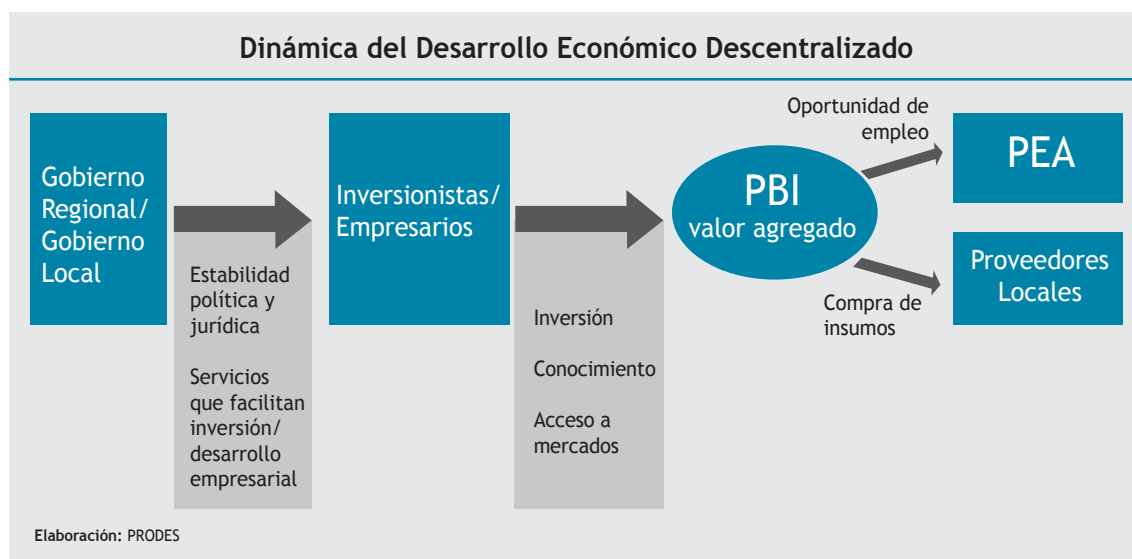 Dinámica del Desarrollo Económico Descentralizado
Gobierno
Regional/
Gobierno
Local
Estabilidad
política y
jurídica
Servicios
que facilitan
inversión/
desarrollo
empresarial
Inversionistas/
Empresarios
Inversión
Conocimiento
Acceso a
mercados
PBI
valor agregado
Oportunidad de
empleo
PEA
Compra de
insumos
Proveedores
Locales
Elaboración: PRODES